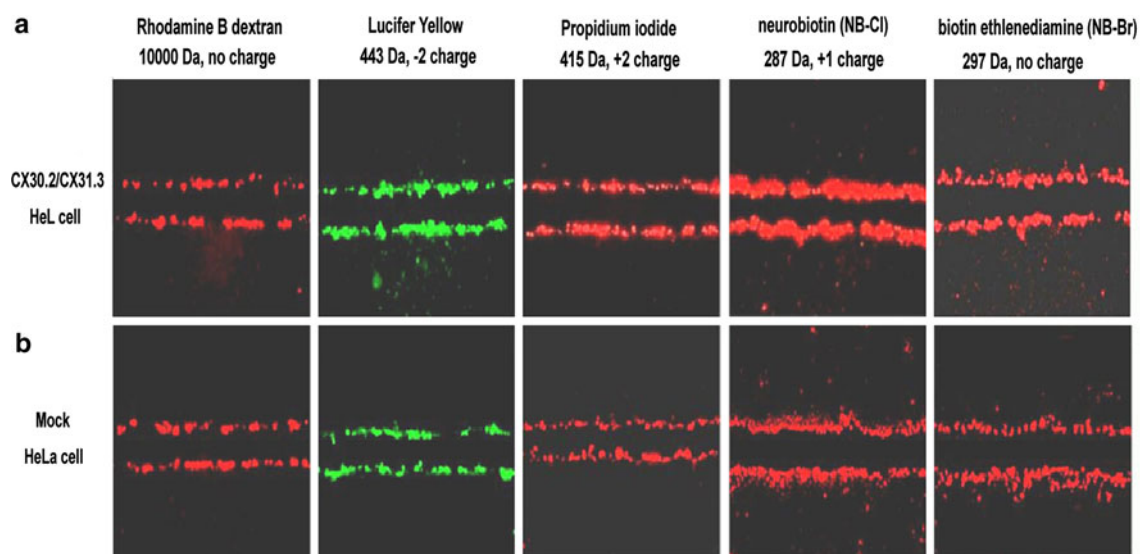 a
Rhodamine B dextran
10000 Da, no charge
Lucifer Yellow
443 Da, -2 charge
Propidium iodide
415 Da, +2 charge
neurobiotin (NB-Cl)
287 Da, +1 charge
biotin ethlenediamine (NB-Br)
297 Da, no charge
CX30.2/CX31.3
HeL cell
b
Mock
HeLa cell